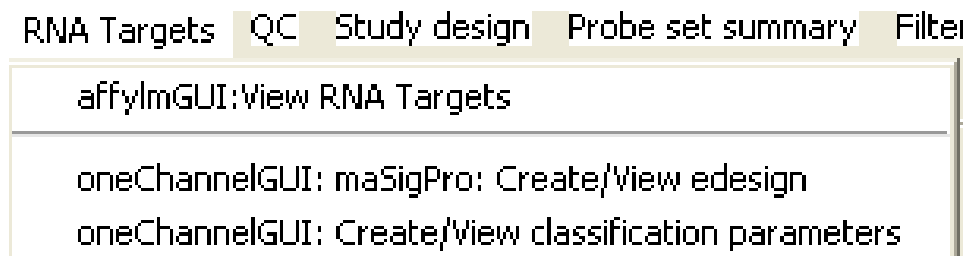 RNA Targets QC Study design Probe set summary Filter
affylmGUI:View RNA Targets
oneChannelGUI: maSigPro: Create/View edesign
oneChannelGUI: Create/View classification parameters